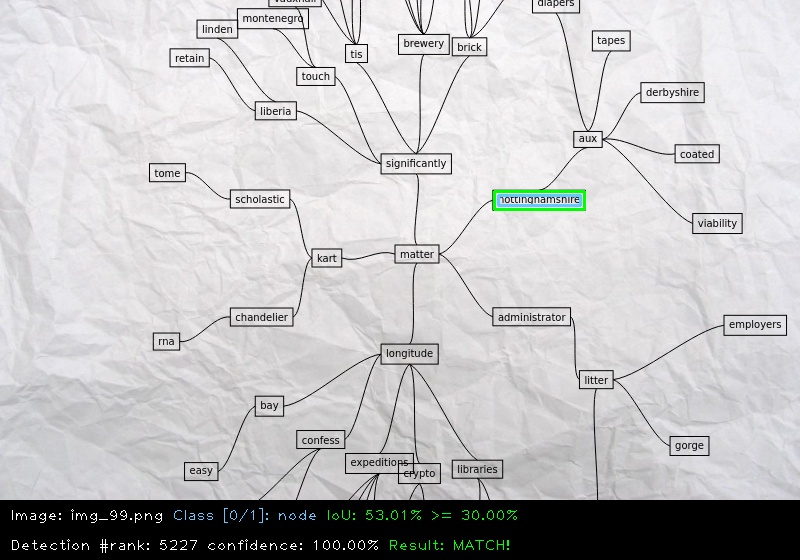 diapers
vauxhall
montenegro
linden
tapes
tis
brewery
brick
retain
touch
derbyshire
liberia
aux
coated
significantly
tome
scholastic
nottinghamshire
viability
matter
kart
chandelier
administrator
employers
rna
longitude
litter
bay
confess
gorge
expeditions
easy
crypto
libraries
Image: img_99.png Class [0/1]: node IoU: 53.01% >= 30.00%
Detection #rank: 5227 confidence: 100.00% Result: MATCH!